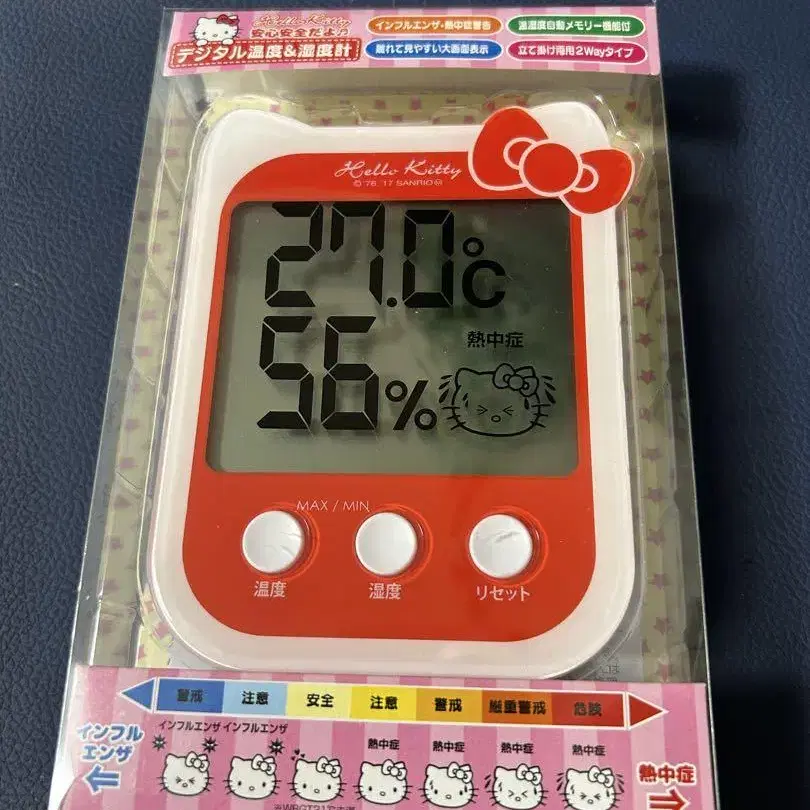 Hello Kitty
安心安全だよ♪
デジタル温度&湿度計
インフルエンザ・熱中症警告
温湿度自動メモリー機能付
離れて見やすい大画面表示
立て掛け両用2Wayタイプ
Hello Kitty
© '76, '17 SANRIO
27.0℃
熱中症
56%
MAX / MIN
温度
湿度
リセット
警戒
注意
安全
注意
警戒
厳重警戒
危険
インフル
エンザ
インフルエンザ
インフルエンザ
熱中症
熱中症
熱中症
熱中症
熱中症